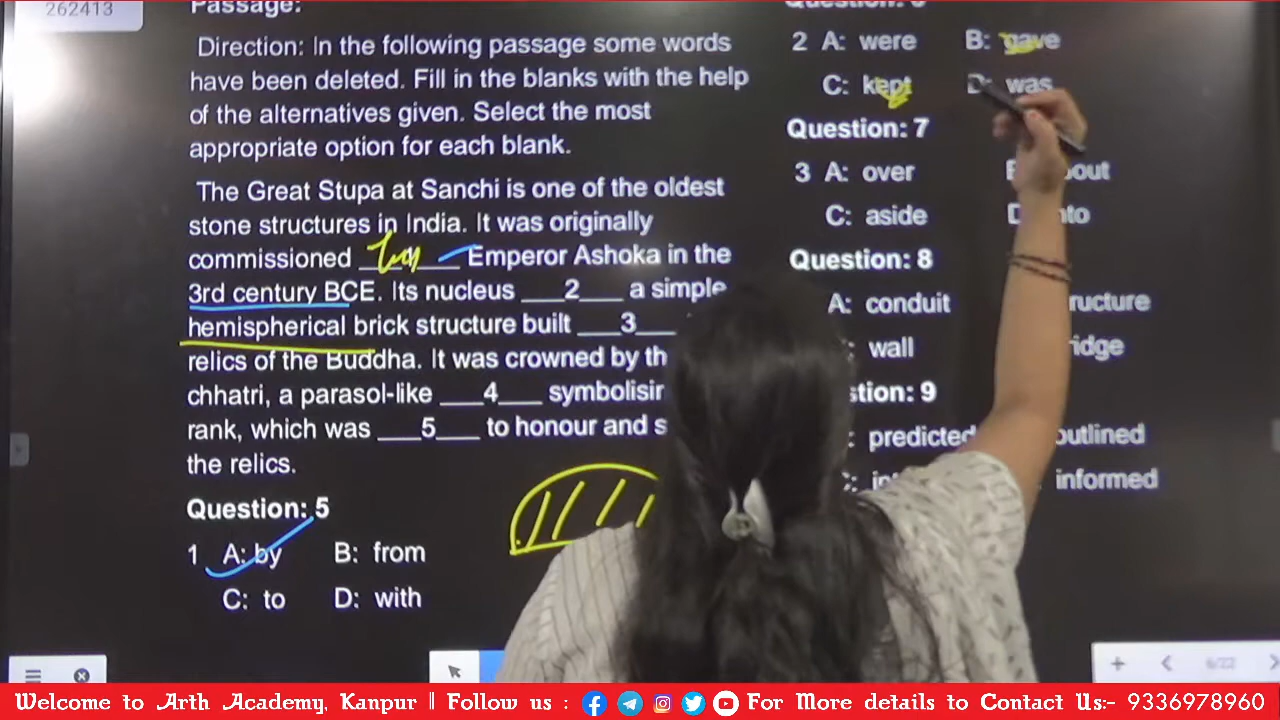 262413
Passage:
Direction: In the following passage some words
have been deleted. Fill in the blanks with the help
of the alternatives given. Select the most
appropriate option for each blank.
The Great Stupa at Sanchi is one of the oldest
stone structures in India. It was originally
commissioned ___by___ Emperor Ashoka in the
3rd century BCE. Its nucleus ___2___ a simple
hemispherical brick structure built ___3___
relics of the Buddha. It was crowned by th
chhatri, a parasol-like ___4___ symbolisin
rank, which was ___5___ to honour and s
the relics.
Question: 5
1 A: by B: from
C: to D: with
2 A: were B: gave
C: kept D: was
Question: 7
3 A: over
C: aside
Question: 8
A: conduit
wall
stion: 9
predicted outlined
informed
6/22
Welcome to Arth Academy, Kanpur || Follow us : For More details to Contact Us:- 9336978960